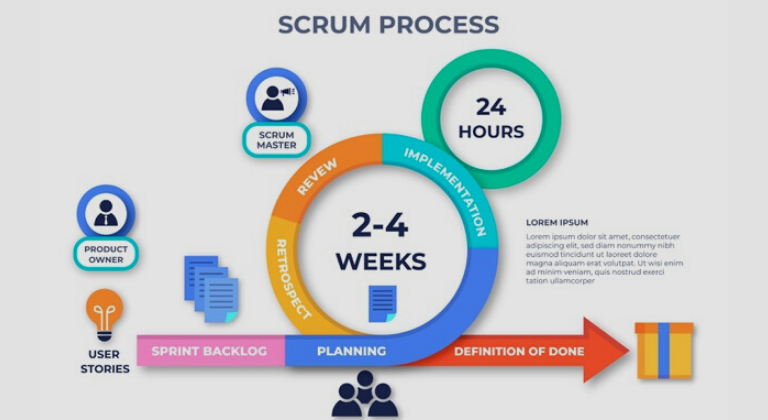 SCRUM PROCESS
24
HOURS
SCRUM
MASTER
REVIEW
IMPLEMENTATION
2-4
WEEKS
RETROSPECT
PRODUCT
OWNER
LOREM IPSUM
Lorem ipsum dolor sit amet, consectetuer
adipiscing elit, sed diam nonummy nibh
euismod tincidunt ut laoreet dolore
magna aliquam erat volutpat. Ut wisi enim
ad minim veniam, quis nostrud exerci
tation ullamcorper
USER
STORIES
SPRINT BACKLOG
PLANNING
DEFINITION OF DONE